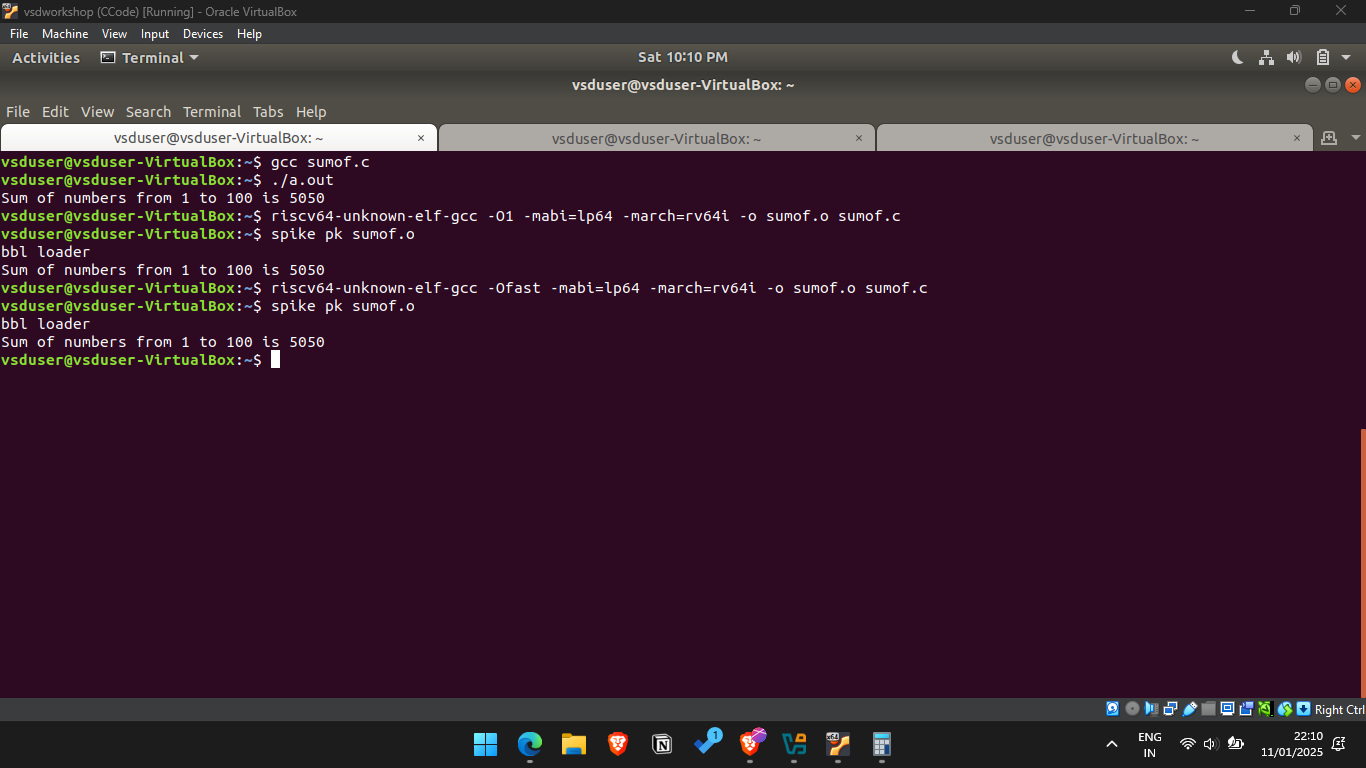 vsdworkshop (CCode) [Running] - Oracle VirtualBox
File Machine View Input Devices Help
Activities Terminal Sat 10:10 PM
vsduser@vsduser-VirtualBox: ~
File Edit View Search Terminal Tabs Help
vsduser@vsduser-VirtualBox: ~ × vsduser@vsduser-VirtualBox: ~ × vsduser@vsduser-VirtualBox: ~ ×
vsduser@vsduser-VirtualBox:~$ gcc sumof.c
vsduser@vsduser-VirtualBox:~$ ./a.out
Sum of numbers from 1 to 100 is 5050
vsduser@vsduser-VirtualBox:~$ riscv64-unknown-elf-gcc -O1 -mabi=lp64 -march=rv64i -o sumof.o sumof.c
vsduser@vsduser-VirtualBox:~$ spike pk sumof.o
bbl loader
Sum of numbers from 1 to 100 is 5050
vsduser@vsduser-VirtualBox:~$ riscv64-unknown-elf-gcc -Ofast -mabi=lp64 -march=rv64i -o sumof.o sumof.c
vsduser@vsduser-VirtualBox:~$ spike pk sumof.o
bbl loader
Sum of numbers from 1 to 100 is 5050
vsduser@vsduser-VirtualBox:~$
Right Ctrl
1
x64
ENG
IN
22:10
11/01/2025